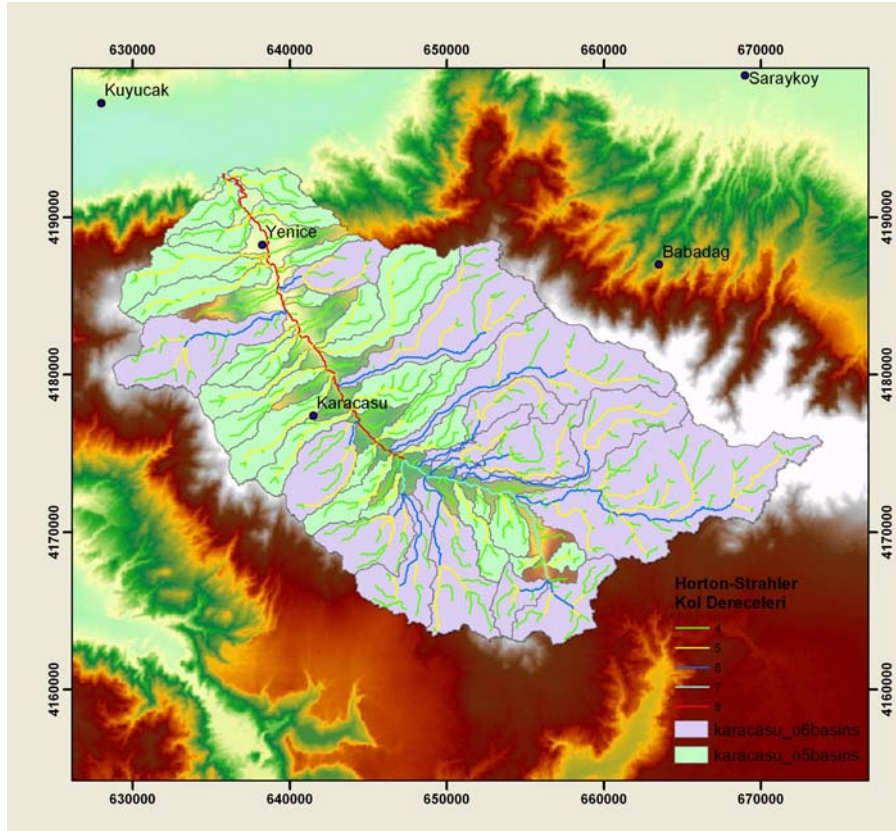 630000 640000 650000 660000 670000
Kuyucak
Saraykoy
4190000
4190000
Yenice
Babadag
4180000
4180000
Karacasu
4170000
4170000
Horton-Strahler
Kol Dereceleri
4
5
6
7
8
karacasu_o6basins
karacasu_o5basins
4160000
4160000
630000 640000 650000 660000 670000